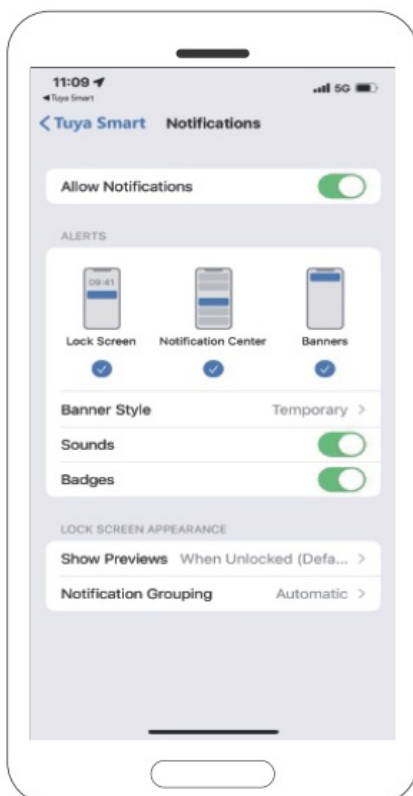 11:09
5G
◀Tuya Smart
Tuya Smart Notifications
Allow Notifications
ALERTS
09:41
Lock Screen Notification Center Banners
Banner Style Temporary
Sounds
Badges
LOCK SCREEN APPEARANCE
Show Previews When Unlocked (Defa...
Notification Grouping Automatic